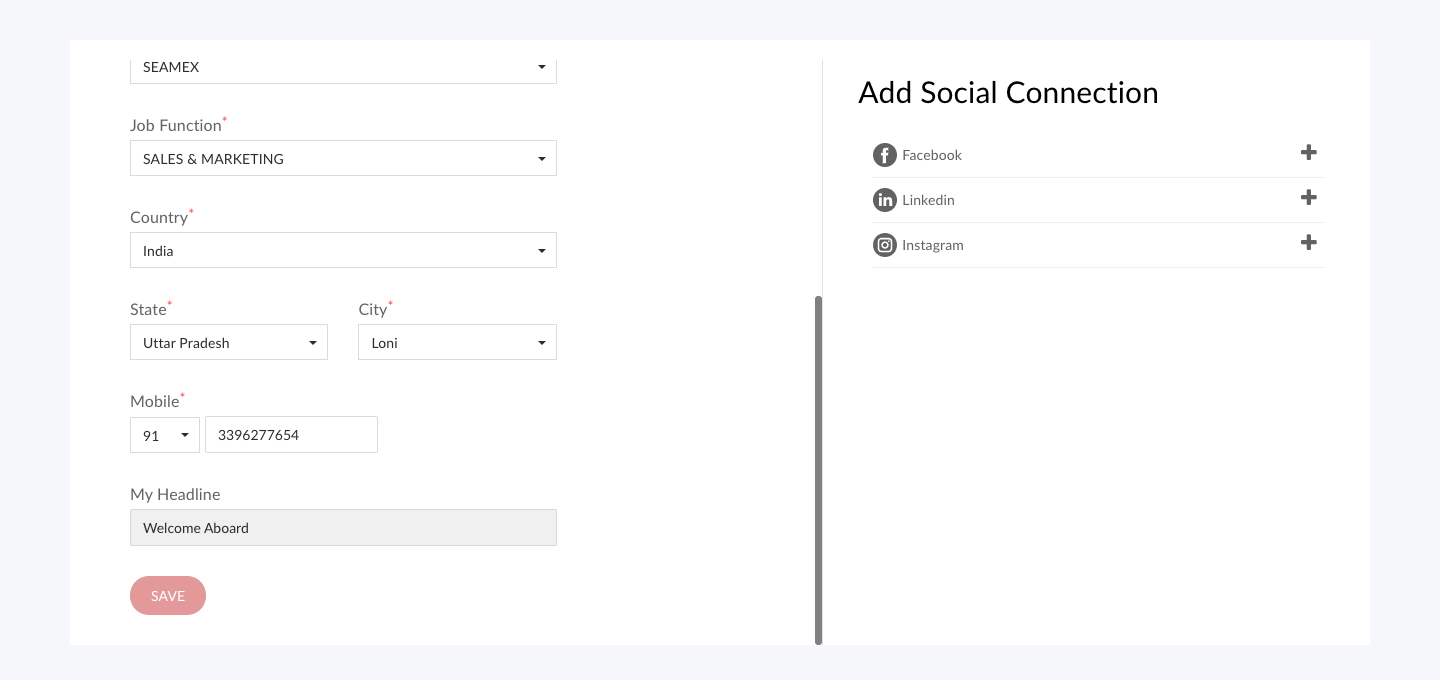 SEAMEX
Job Function*
SALES & MARKETING
Country*
India
State* City*
Uttar Pradesh Loni
Mobile*
91 3396277654
My Headline
Welcome Aboard
SAVE
Add Social Connection
Facebook
Linkedin
Instagram